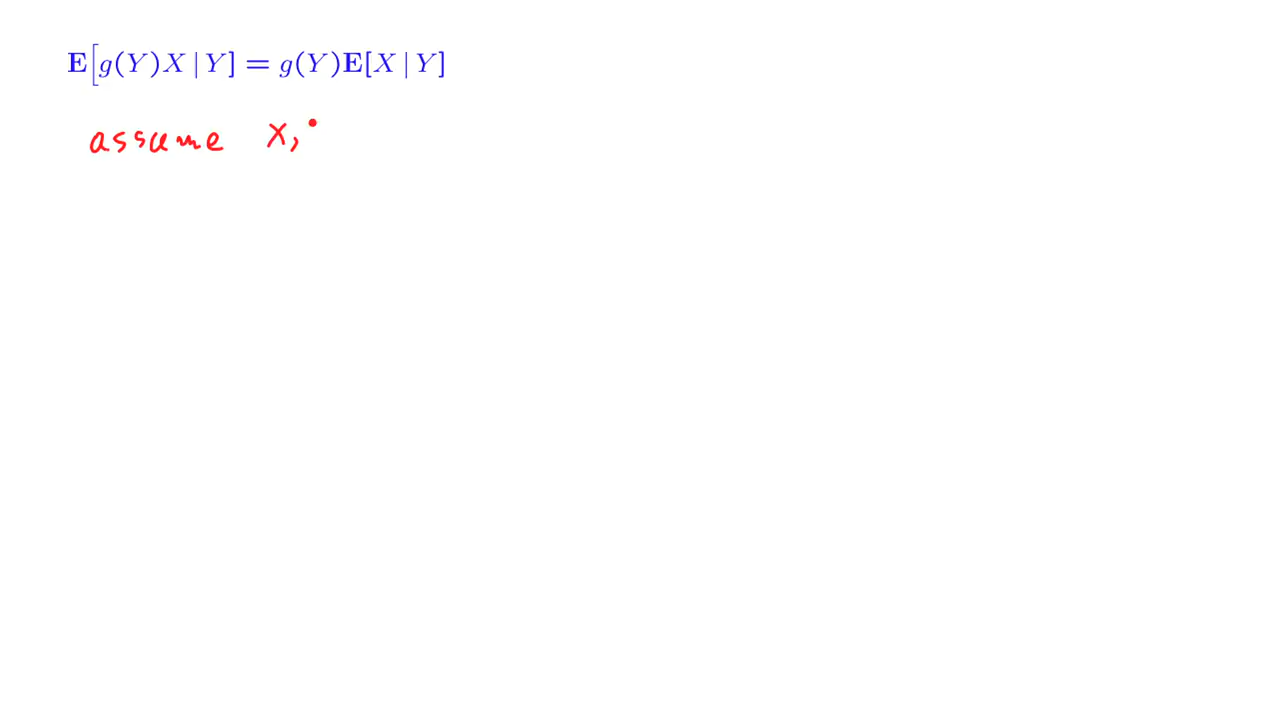 E[g(Y)X | Y] = g(Y)E[X | Y]
assume X,